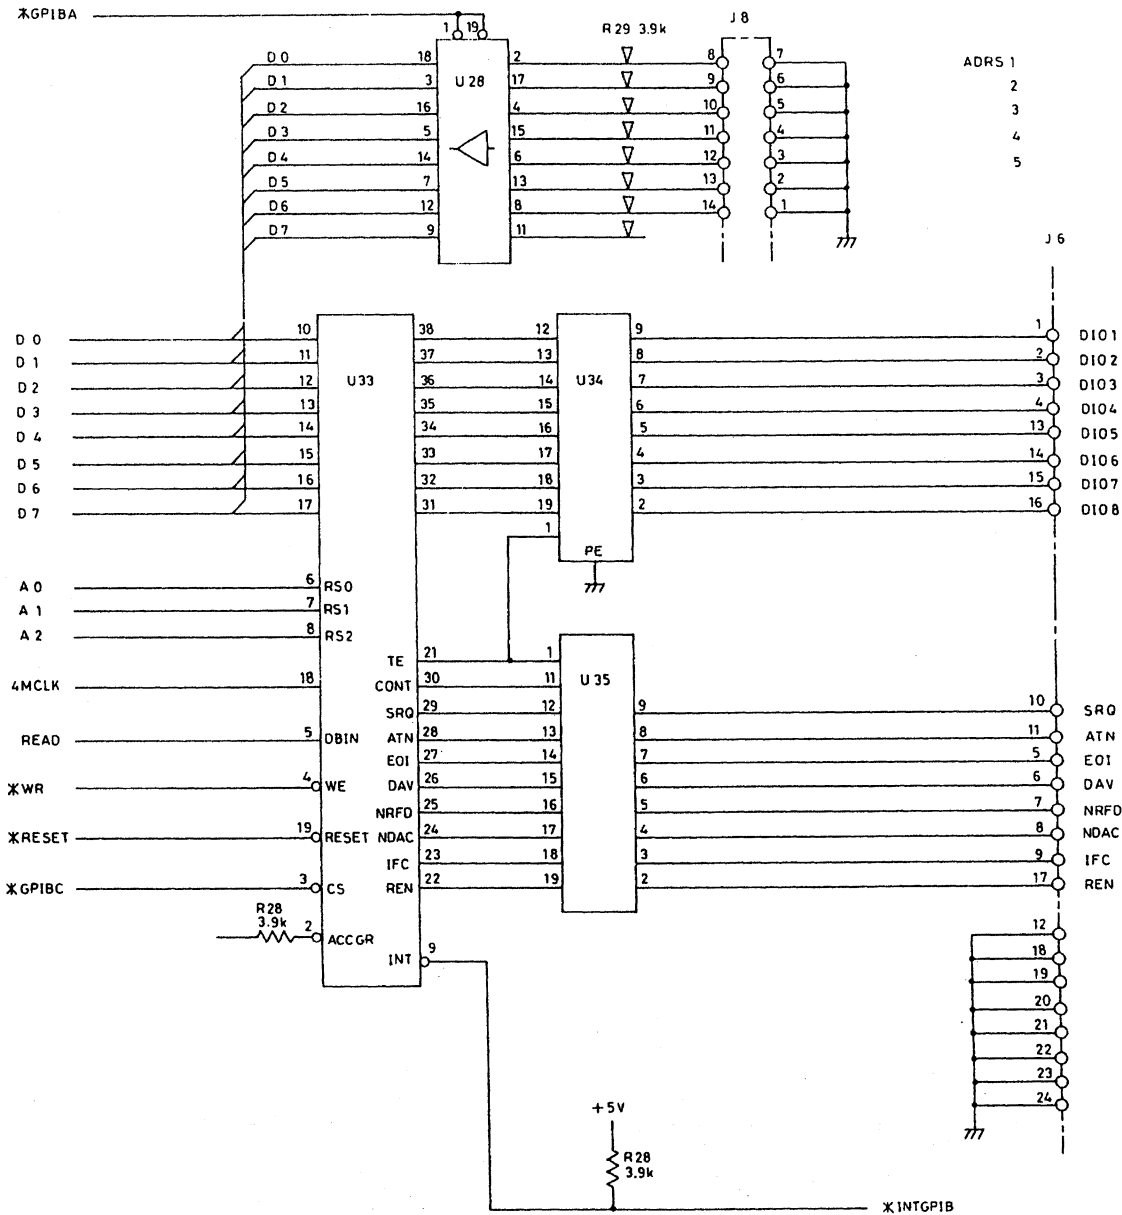 *GPIBA
1 19
R29 3.9k
J8
D0 18 U28 2 8 7 ADRS 1
D1 3 17 9 6 2
D2 16 4 10 5 3
D3 5 15 11 4 4
D4 14 6 12 3 5
D5 7 13 13 2
D6 12 8 14 1
D7 9 11
J6
D0 10 U33 38 12 U34 9 1 DIO1
D1 11 37 13 8 2 DIO2
D2 12 36 14 7 3 DIO3
D3 13 35 15 6 4 DIO4
D4 14 34 16 5 13 DIO5
D5 15 33 17 4 14 DIO6
D6 16 32 18 3 15 DIO7
D7 17 31 19 2 16 DIO8
1
PE
A0 6 RS0
A1 7 RS1
A2 8 RS2
TE 21 1 U35
4MCLK 18 CONT 30 11
SRQ 29 12 9 10 SRQ
READ 5 DBIN ATN 28 13 8 11 ATN
EOI 27 14 7 5 EOI
*WR 4 WE DAV 26 15 6 6 DAV
NRFD 25 16 5 7 NRFD
*RESET 19 RESET NDAC 24 17 4 8 NDAC
IFC 23 18 3 9 IFC
*GPIBC 3 CS REN 22 19 2 17 REN
R28
3.9k
2 ACCGR
INT 9
12
18
19
20
21
22
23
24
+5V
R28
3.9k
*INTGPIB